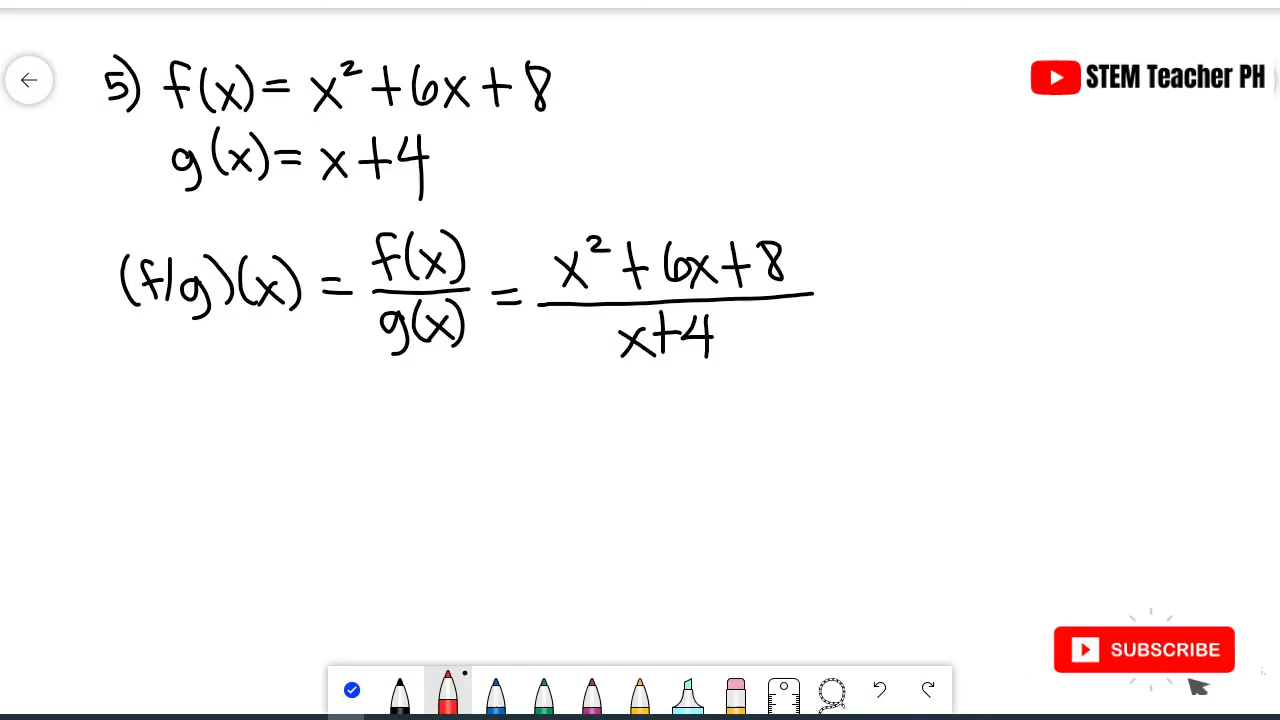 STEM Teacher PH
5) f(x) = x² + 6x + 8
g(x) = x + 4
(f/g)(x) = f(x)/g(x) = x² + 6x + 8/x+4
SUBSCRIBE